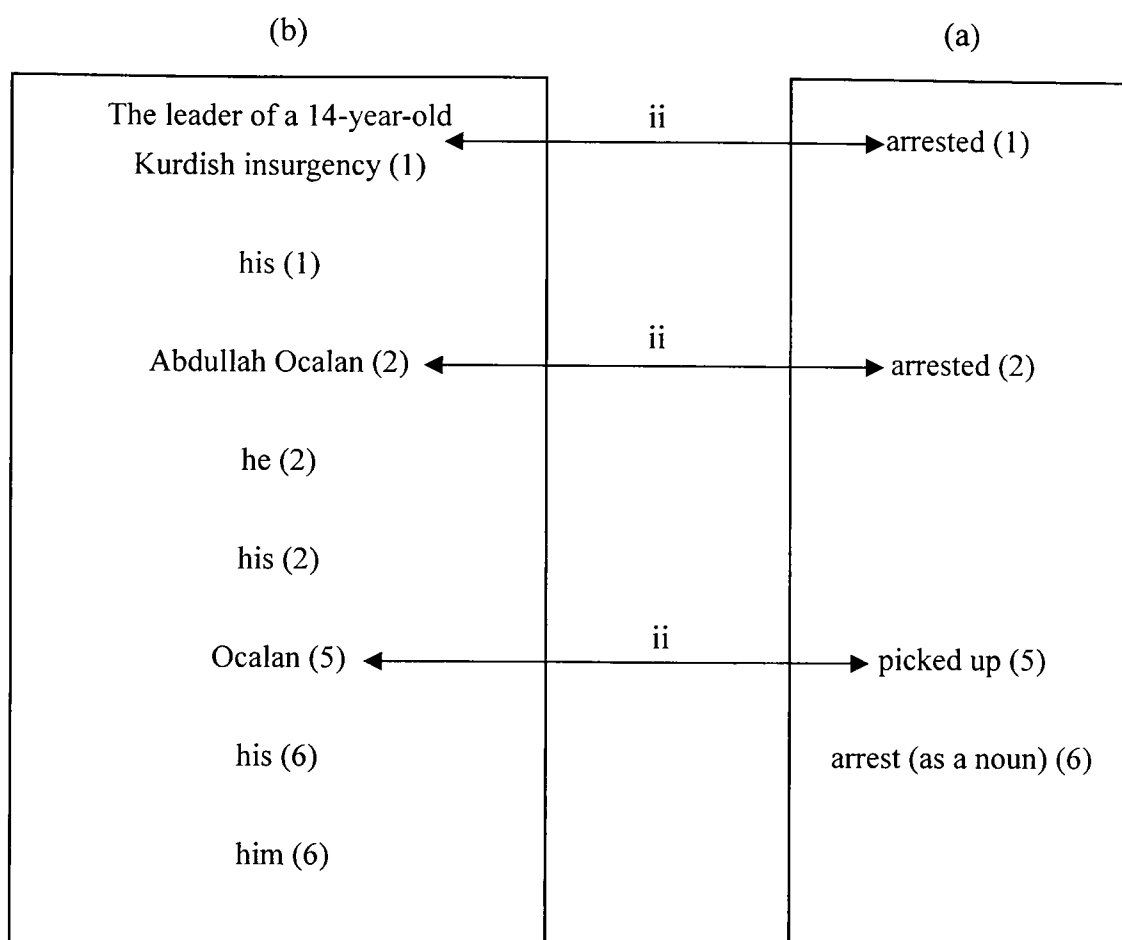 (b) (a)
The leader of a 14-year-old
Kurdish insurgency (1)
ii
arrested (1)
his (1)
Abdullah Ocalan (2)
ii
arrested (2)
he (2)
his (2)
Ocalan (5)
ii
picked up (5)
his (6)
arrest (as a noun) (6)
him (6)